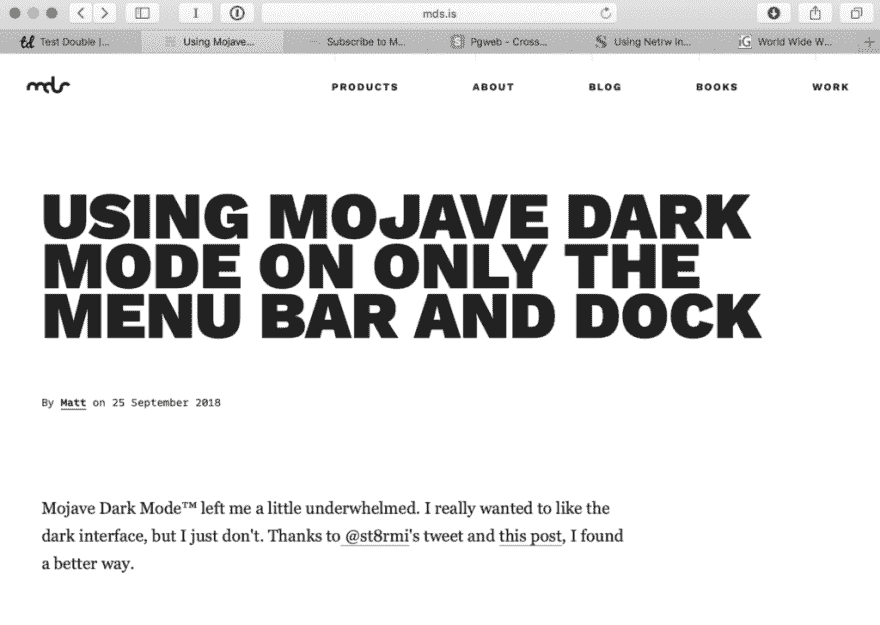 mds.is
Test Double |... Using Mojave... Subscribe to M... Pgweb - Cross... Using Netrw In... World Wide W...
mds PRODUCTS ABOUT BLOG BOOKS WORK
USING MOJAVE DARK
MODE ON ONLY THE
MENU BAR AND DOCK
By Matt on 25 September 2018
Mojave Dark Mode™ left me a little underwhelmed. I really wanted to like the
dark interface, but I just don't. Thanks to @st8rmi's tweet and this post, I found
a better way.